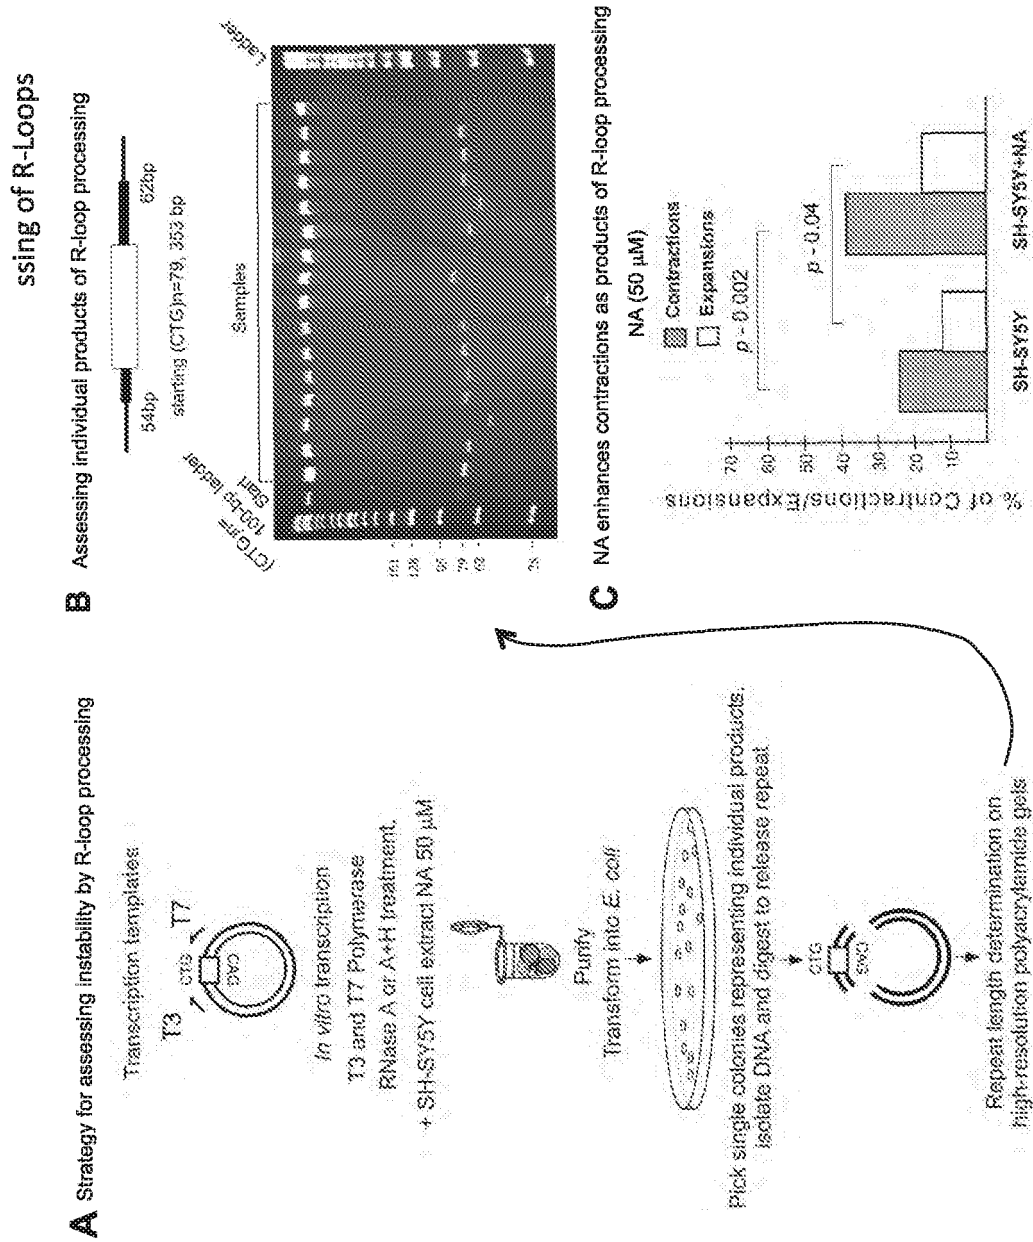 ssing of R-Loops
A Strategy for assessing instability by R-loop processing
Transcription templates
T3
T7
CTG
CAG
In vitro transcription
T3 and T7 Polymerase
RNase A or A+H treatment.
+ SH-SY5Y cell extract NA 50 µM
Purify
Transform into E. coli
Pick single colonies representing individual products.
Isolate DNA and digest to release repeat
CTG
CAG
Repeat length determination on
high-resolution polyacrylamide gels
B Assessing individual products of R-loop processing
54bp
62bp
starting (CTG)n=79, 353 bp
(CTG)n=
100-bp ladder
Start
Samples
Ladder
79
C NA enhances contractions as products of R-loop processing
NA (50 µM)
Contractions
Expansions
p - 0.002
p - 0.04
% of Contractions/Expansions
70
60
50
40
30
20
10
SH-SY5Y
SH-SY5Y+NA